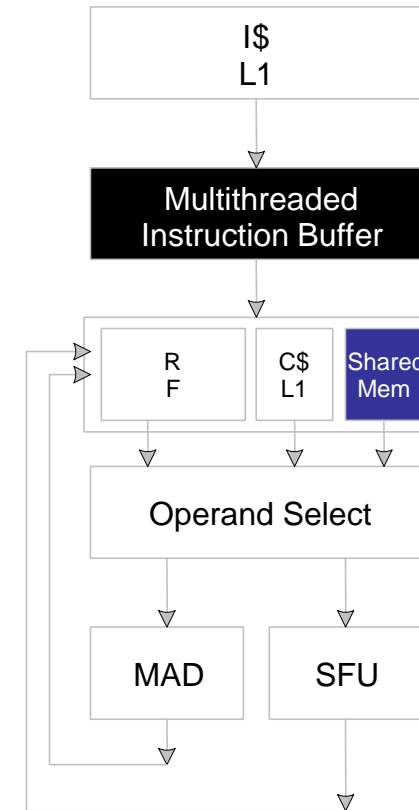 I$
L1
Multithreaded
Instruction Buffer
R
F
C$
L1
Shared
Mem
Operand Select
MAD
SFU